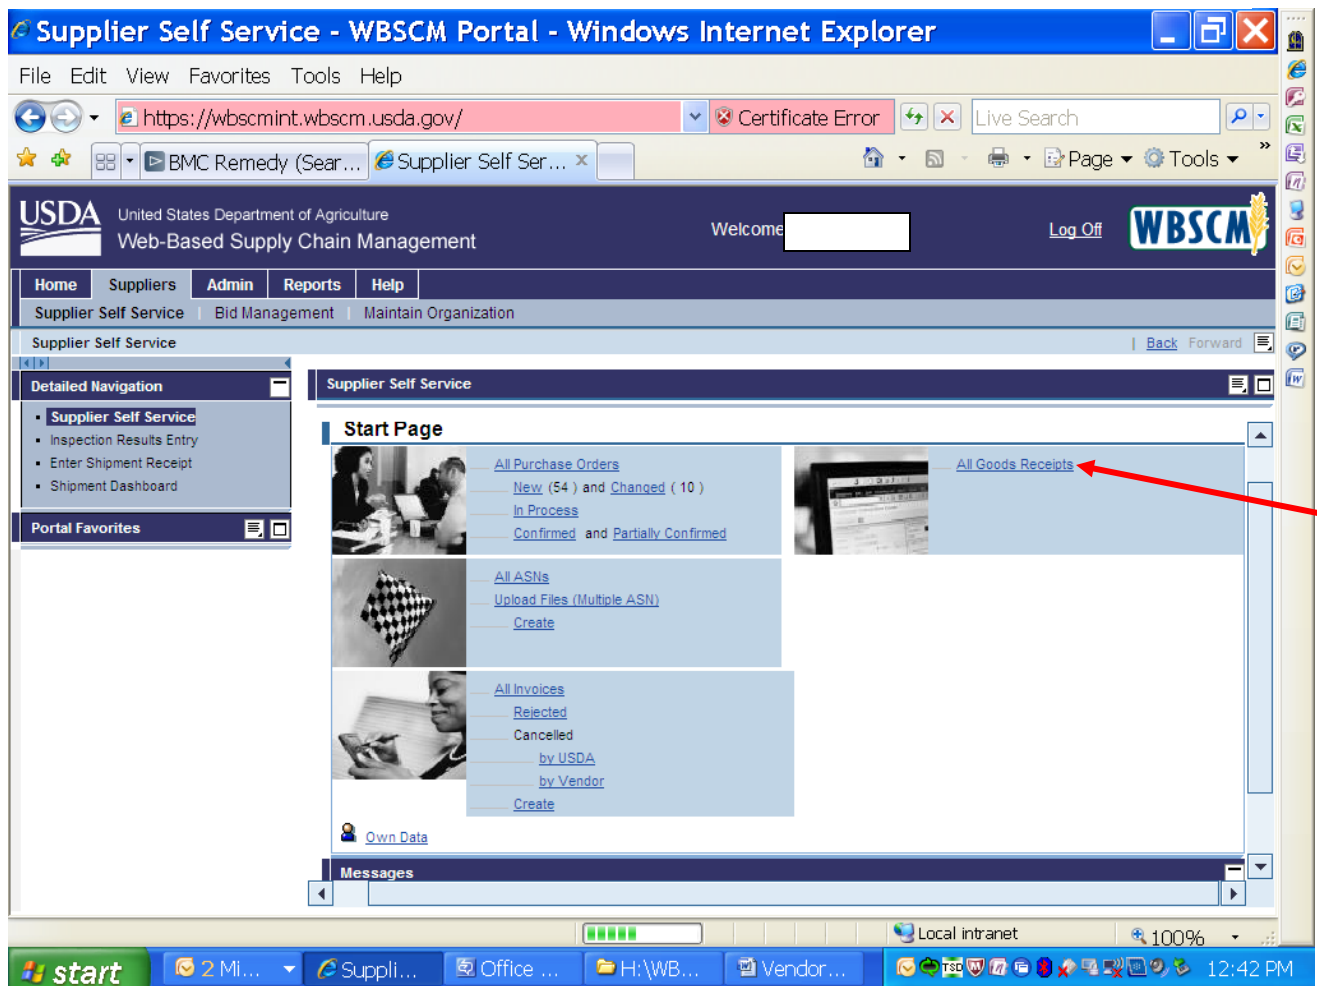 Supplier Self Service - WBSCM Portal - Windows Internet Explorer
File Edit View Favorites Tools Help
https://wbscmint.wbscm.usda.gov/ Certificate Error Live Search
BMC Remedy (Sear... Supplier Self Ser... Page Tools
USDA United States Department of Agriculture
Web-Based Supply Chain Management
Welcome
Log Off
WBSCM
Home Suppliers Admin Reports Help
Supplier Self Service | Bid Management | Maintain Organization
Supplier Self Service | Back Forward
Detailed Navigation
Supplier Self Service
Inspection Results Entry
Enter Shipment Receipt
Shipment Dashboard
Portal Favorites
Supplier Self Service
Start Page
All Purchase Orders
New (54 ) and Changed ( 10 )
In Process
Confirmed and Partially Confirmed
All Goods Receipts
All ASNs
Upload Files (Multiple ASN)
Create
All Invoices
Rejected
Cancelled
by USDA
by Vendor
Create
Own Data
Messages
Local intranet 100%
start 2 Mi... Suppli... Office ... H:\WB... Vendor... TSD 12:42 PM